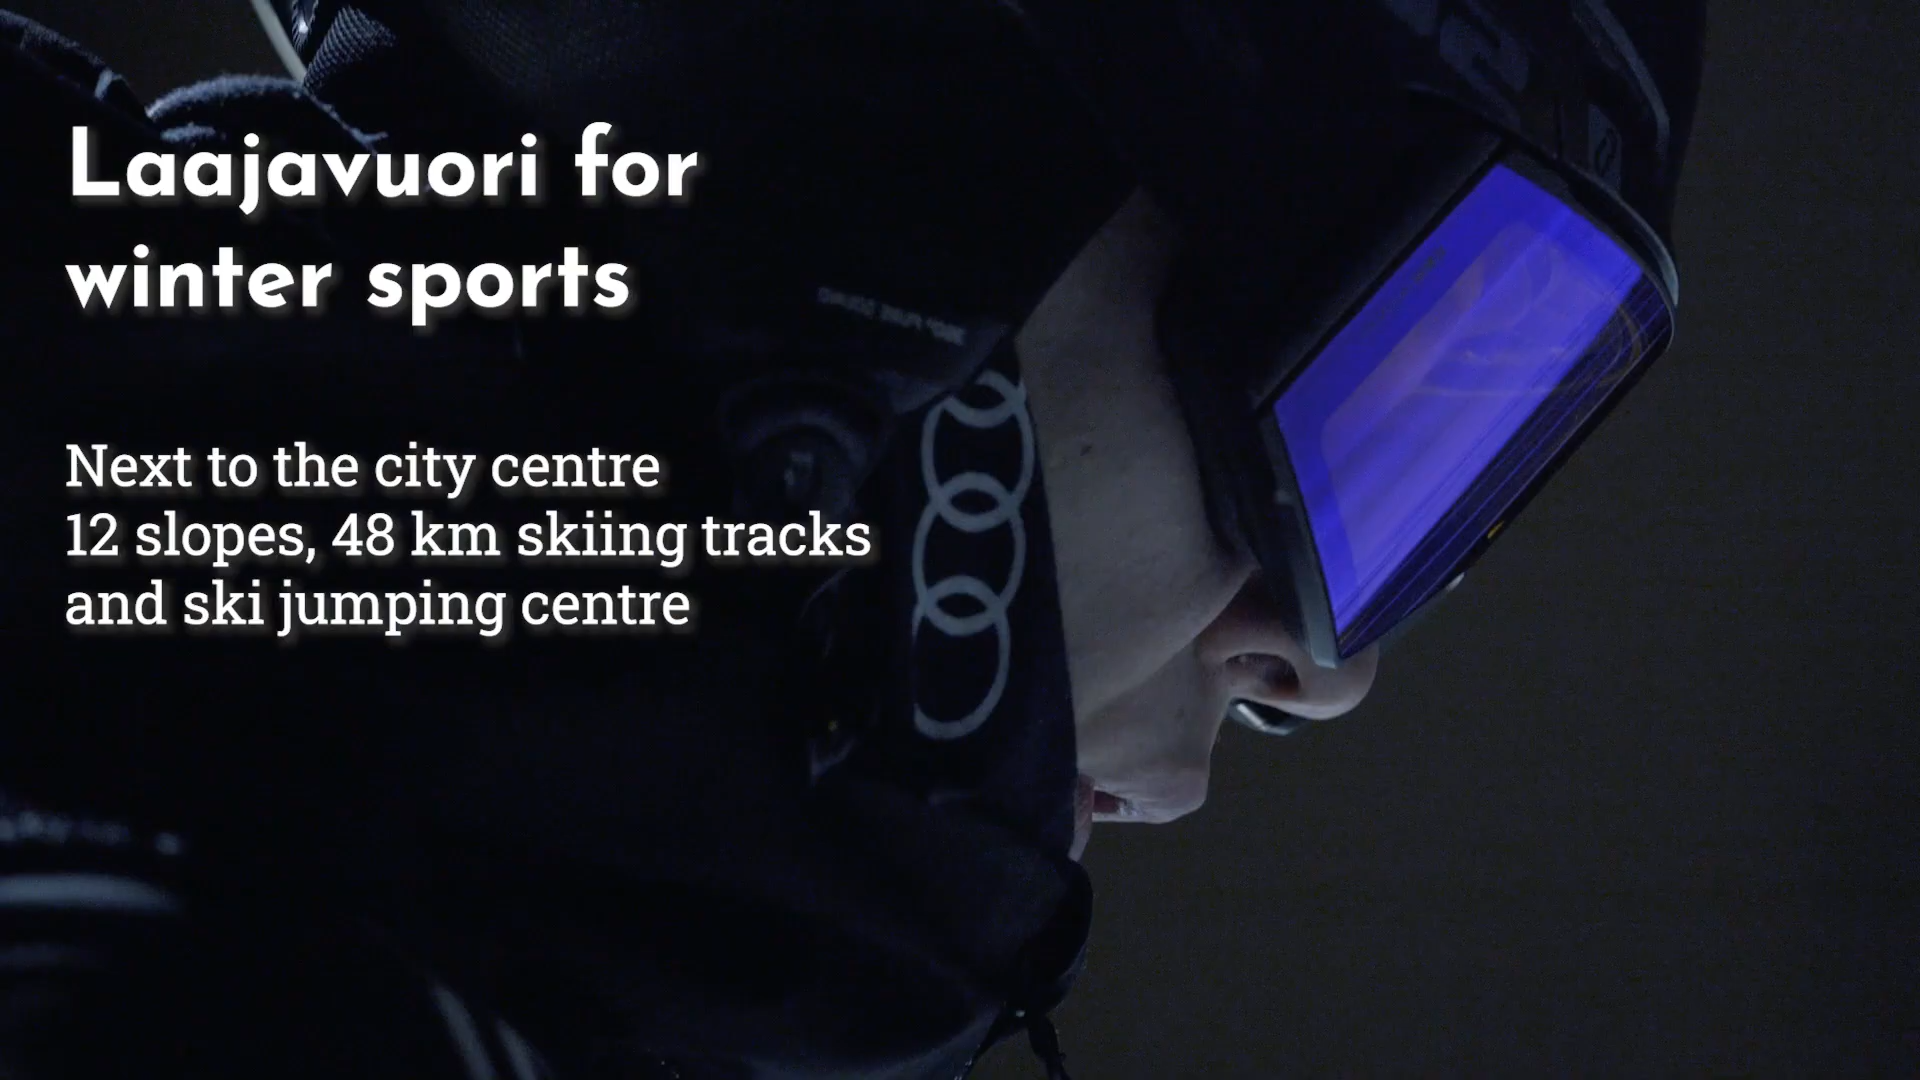 Laajavuori for
winter sports
Next to the city centre
12 slopes, 48 km skiing tracks
and ski jumping centre